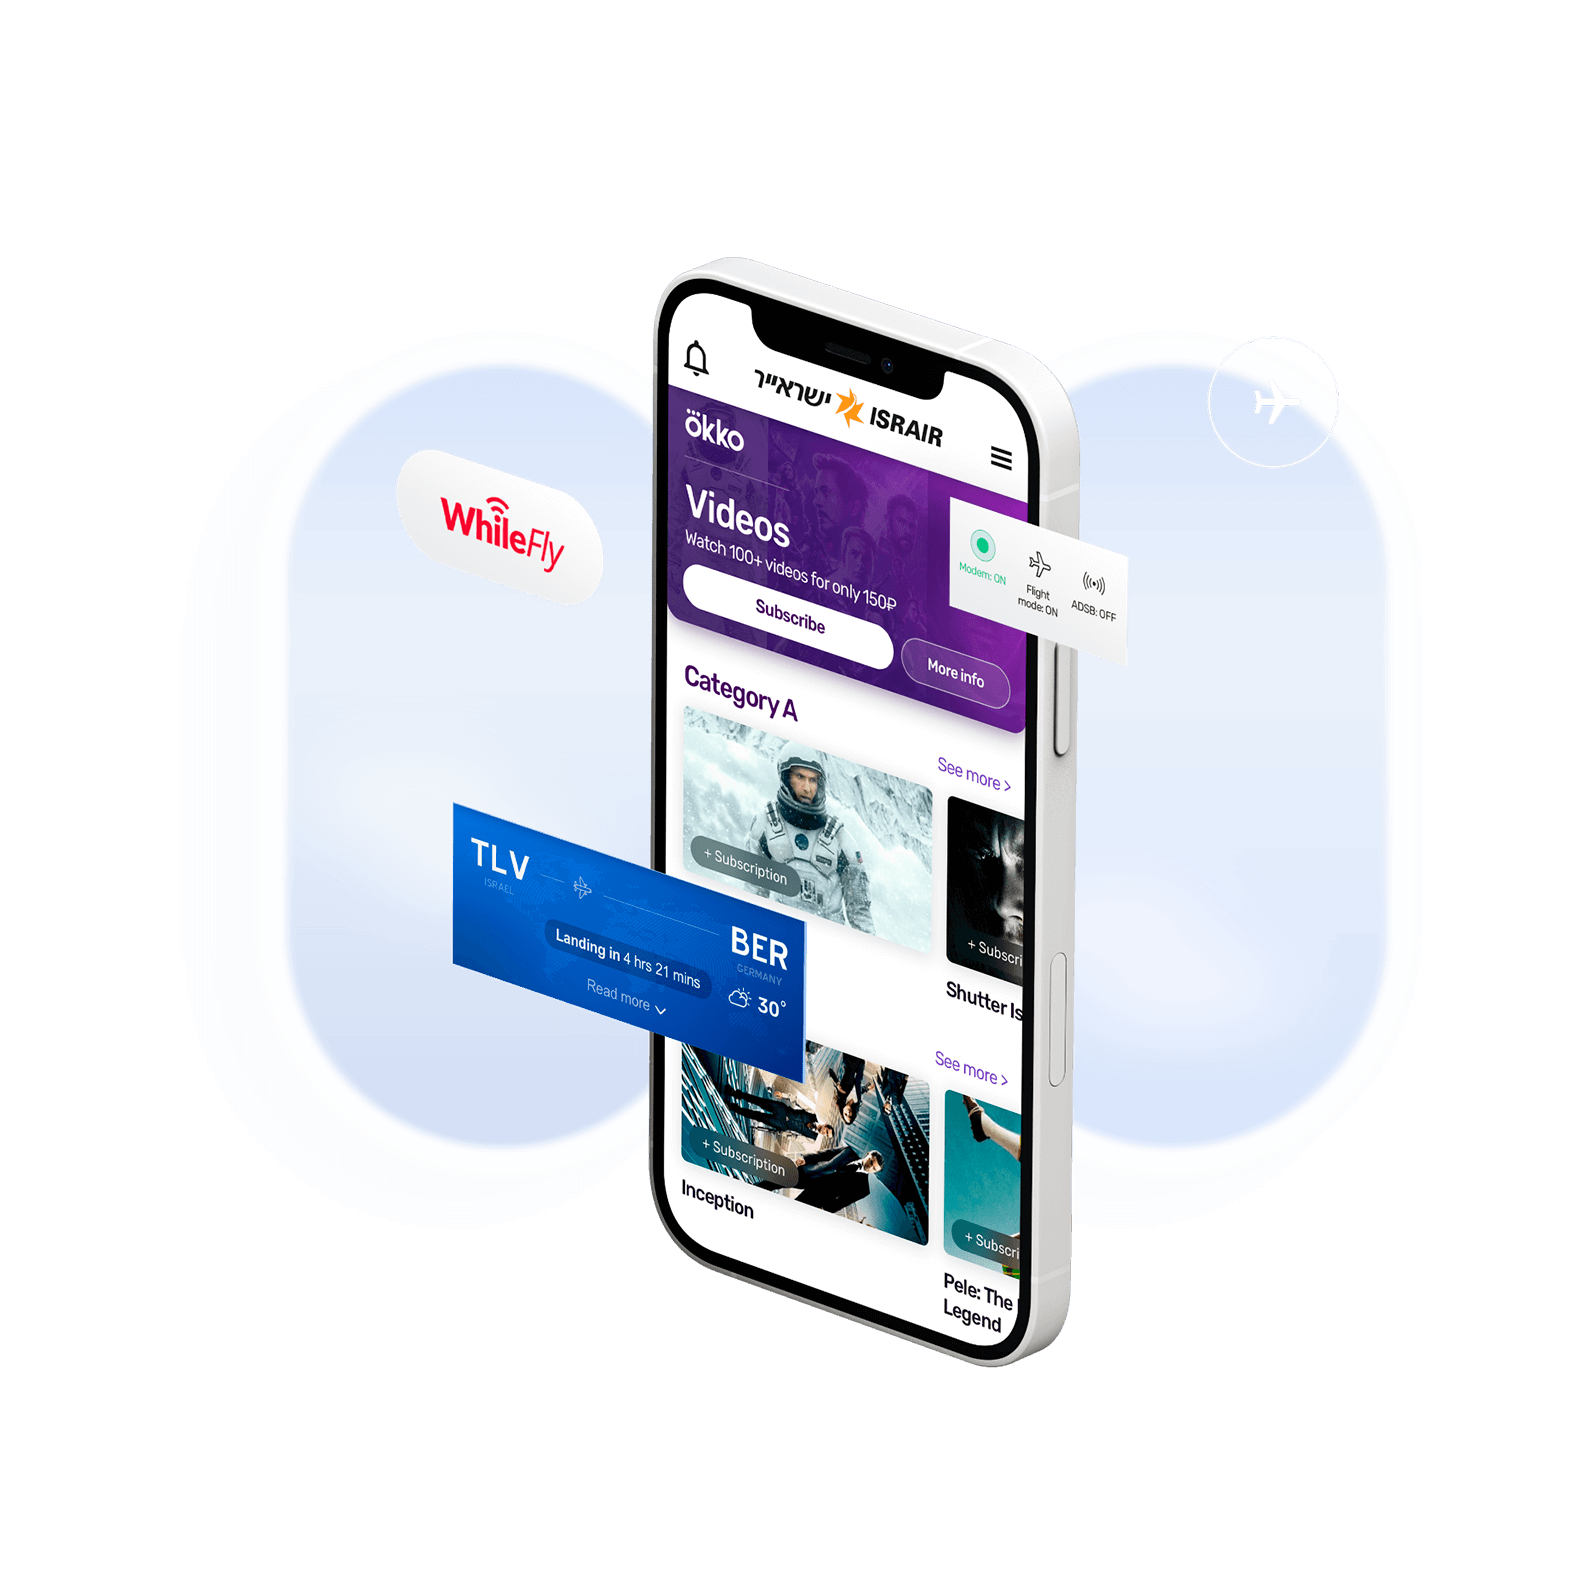 ישראייר ISRAIR
okko
Videos
Watch 100+ videos for only 150₽
Subscribe
More info
Modem: ON
Flight
mode: ON
ADSB: OFF
WhileFly
Category A
See more >
+ Subscription
+ Subscri
Shutter Is
TLV
ISRAEL
BER
GERMANY
Landing in 4 hrs 21 mins
30°
Read more
See more >
+ Subscription
+ Subscri
Inception
Pele: The
Legend